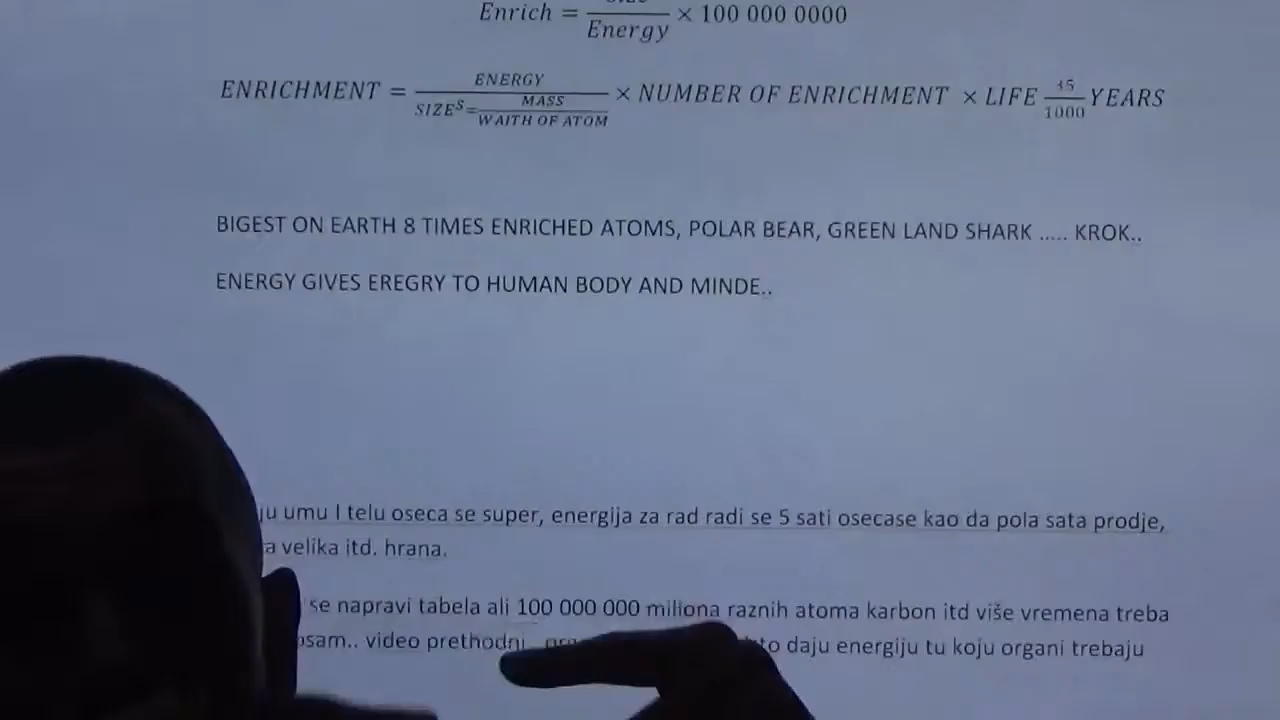 Enrich = Size/Energy × 100 000 0000
ENRICHMENT = ENERGY/SIZE^S=MASS/WAITH OF ATOM × NUMBER OF ENRICHMENT × LIFE 45/1000 YEARS
BIGEST ON EARTH 8 TIMES ENRICHED ATOMS, POLAR BEAR, GREEN LAND SHARK ..... KROK..
ENERGY GIVES EREGRY TO HUMAN BODY AND MINDE..
umu I telu oseca se super, energija za rad radi se 5 sati osecase kao da pola sata prodje,
velika itd. hrana.
se napravi tabela ali 100 000 000 miliona raznih atoma karbon itd više vremena treba
video prethodni daju energiju tu koju organi trebaju